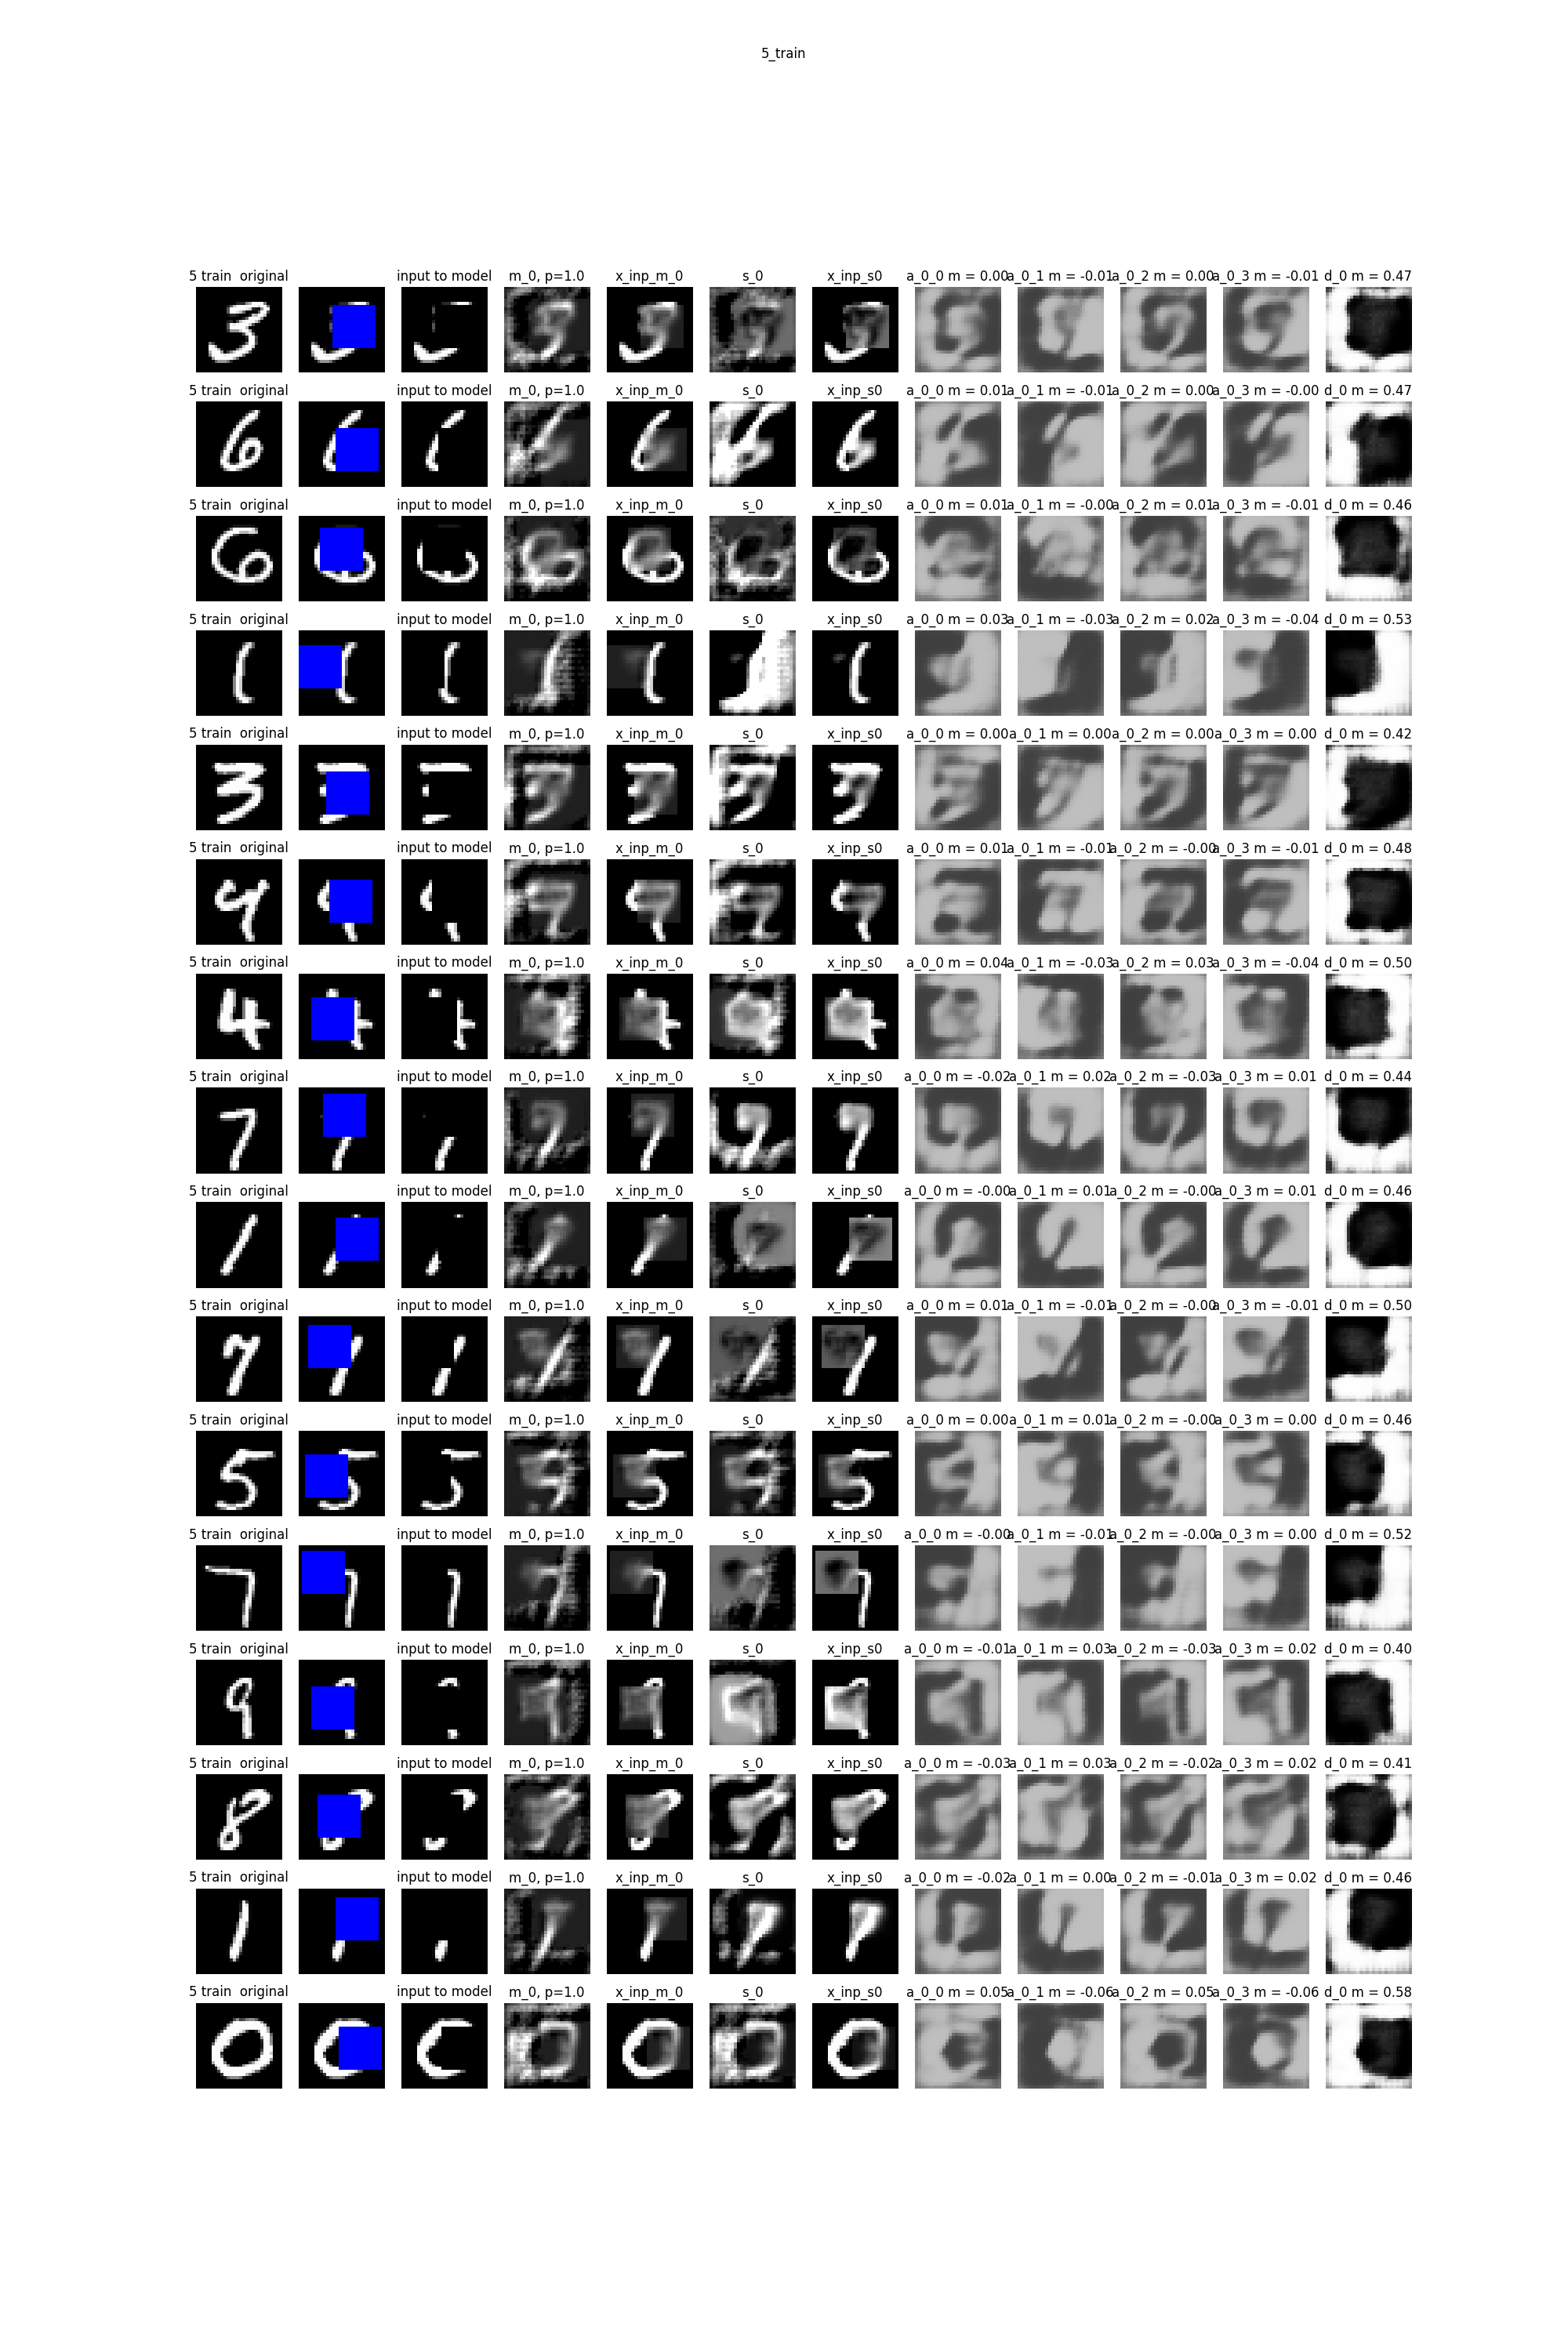 5_train
5 train  original input to model m_0, p=1.0 x_inp_m_0 s_0 x_inp_s0 a_0_0 m = 0.00 a_0_1 m = -0.01 a_0_2 m = 0.00 a_0_3 m = -0.01 d_0 m = 0.47
5 train  original input to model m_0, p=1.0 x_inp_m_0 s_0 x_inp_s0 a_0_0 m = 0.01 a_0_1 m = -0.01 a_0_2 m = 0.00 a_0_3 m = -0.00 d_0 m = 0.47
5 train  original input to model m_0, p=1.0 x_inp_m_0 s_0 x_inp_s0 a_0_0 m = 0.01 a_0_1 m = -0.00 a_0_2 m = 0.01 a_0_3 m = -0.01 d_0 m = 0.46
5 train  original input to model m_0, p=1.0 x_inp_m_0 s_0 x_inp_s0 a_0_0 m = 0.03 a_0_1 m = -0.03 a_0_2 m = 0.02 a_0_3 m = -0.04 d_0 m = 0.53
5 train  original input to model m_0, p=1.0 x_inp_m_0 s_0 x_inp_s0 a_0_0 m = 0.00 a_0_1 m = 0.00 a_0_2 m = 0.00 a_0_3 m = 0.00 d_0 m = 0.42
5 train  original input to model m_0, p=1.0 x_inp_m_0 s_0 x_inp_s0 a_0_0 m = 0.01 a_0_1 m = -0.01 a_0_2 m = -0.00 a_0_3 m = -0.01 d_0 m = 0.48
5 train  original input to model m_0, p=1.0 x_inp_m_0 s_0 x_inp_s0 a_0_0 m = 0.04 a_0_1 m = -0.03 a_0_2 m = 0.03 a_0_3 m = -0.04 d_0 m = 0.50
5 train  original input to model m_0, p=1.0 x_inp_m_0 s_0 x_inp_s0 a_0_0 m = -0.02 a_0_1 m = 0.02 a_0_2 m = -0.03 a_0_3 m = 0.01 d_0 m = 0.44
5 train  original input to model m_0, p=1.0 x_inp_m_0 s_0 x_inp_s0 a_0_0 m = -0.00 a_0_1 m = 0.01 a_0_2 m = -0.00 a_0_3 m = 0.01 d_0 m = 0.46
5 train  original input to model m_0, p=1.0 x_inp_m_0 s_0 x_inp_s0 a_0_0 m = 0.01 a_0_1 m = -0.01 a_0_2 m = -0.00 a_0_3 m = -0.01 d_0 m = 0.50
5 train  original input to model m_0, p=1.0 x_inp_m_0 s_0 x_inp_s0 a_0_0 m = 0.00 a_0_1 m = 0.01 a_0_2 m = -0.00 a_0_3 m = 0.00 d_0 m = 0.46
5 train  original input to model m_0, p=1.0 x_inp_m_0 s_0 x_inp_s0 a_0_0 m = -0.00 a_0_1 m = -0.01 a_0_2 m = -0.00 a_0_3 m = 0.00 d_0 m = 0.52
5 train  original input to model m_0, p=1.0 x_inp_m_0 s_0 x_inp_s0 a_0_0 m = -0.01 a_0_1 m = 0.03 a_0_2 m = -0.03 a_0_3 m = 0.02 d_0 m = 0.40
5 train  original input to model m_0, p=1.0 x_inp_m_0 s_0 x_inp_s0 a_0_0 m = -0.03 a_0_1 m = 0.03 a_0_2 m = -0.02 a_0_3 m = 0.02 d_0 m = 0.41
5 train  original input to model m_0, p=1.0 x_inp_m_0 s_0 x_inp_s0 a_0_0 m = -0.02 a_0_1 m = 0.00 a_0_2 m = -0.01 a_0_3 m = 0.02 d_0 m = 0.46
5 train  original input to model m_0, p=1.0 x_inp_m_0 s_0 x_inp_s0 a_0_0 m = 0.05 a_0_1 m = -0.06 a_0_2 m = 0.05 a_0_3 m = -0.06 d_0 m = 0.58